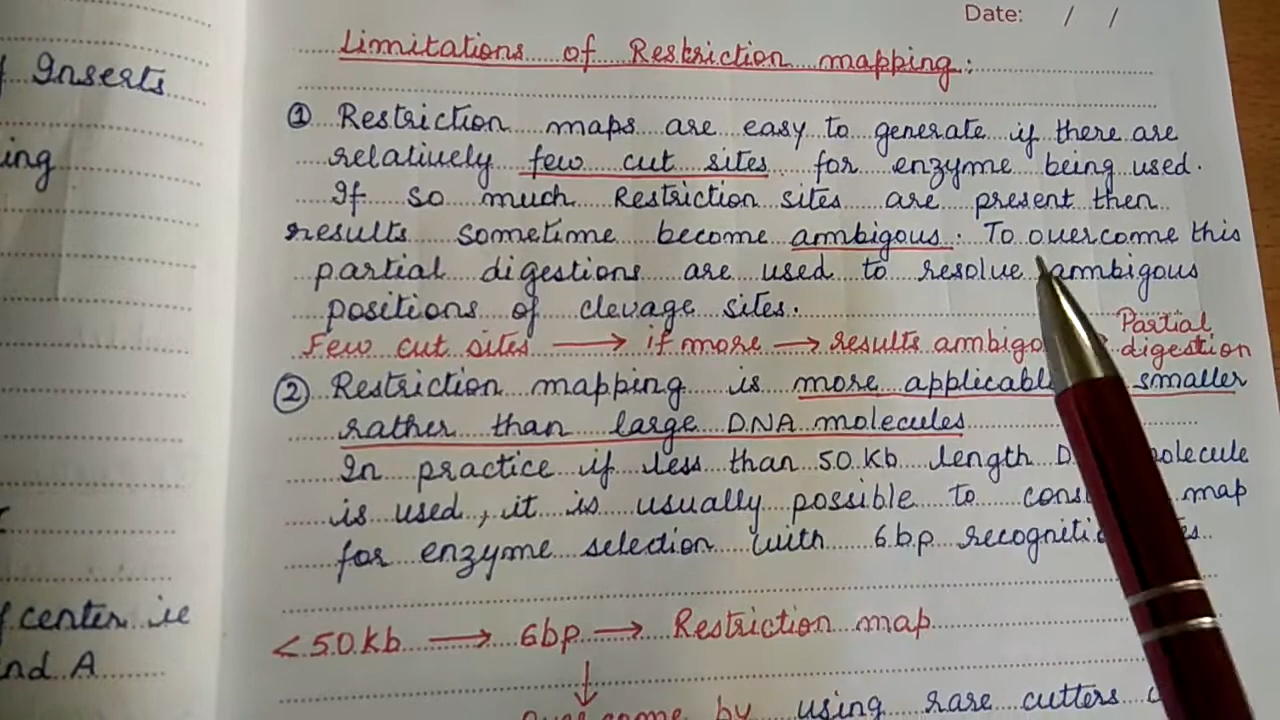 Date: / /
f Inserts
ing
center ie
nd A
Limitations of Restriction mapping:
① Restriction maps are easy to generate if there are
relatively few cut sites for enzyme being used.
If so much Restriction sites are present then
results sometime become ambigous. To overcome this
partial digestions are used to resolve ambigous
positions of clevage sites.
Few cut sites → if more → results ambigo Partial
digestion
② Restriction mapping is more applicabl smaller
rather than large DNA molecules
In practice if less than 50 Kb length D olecule
is used, it is usually possible to cons map
for enzyme selection with 6bp recogniti es
< 50 Kb → 6bp → Restriction map
↓
by using rare cutters